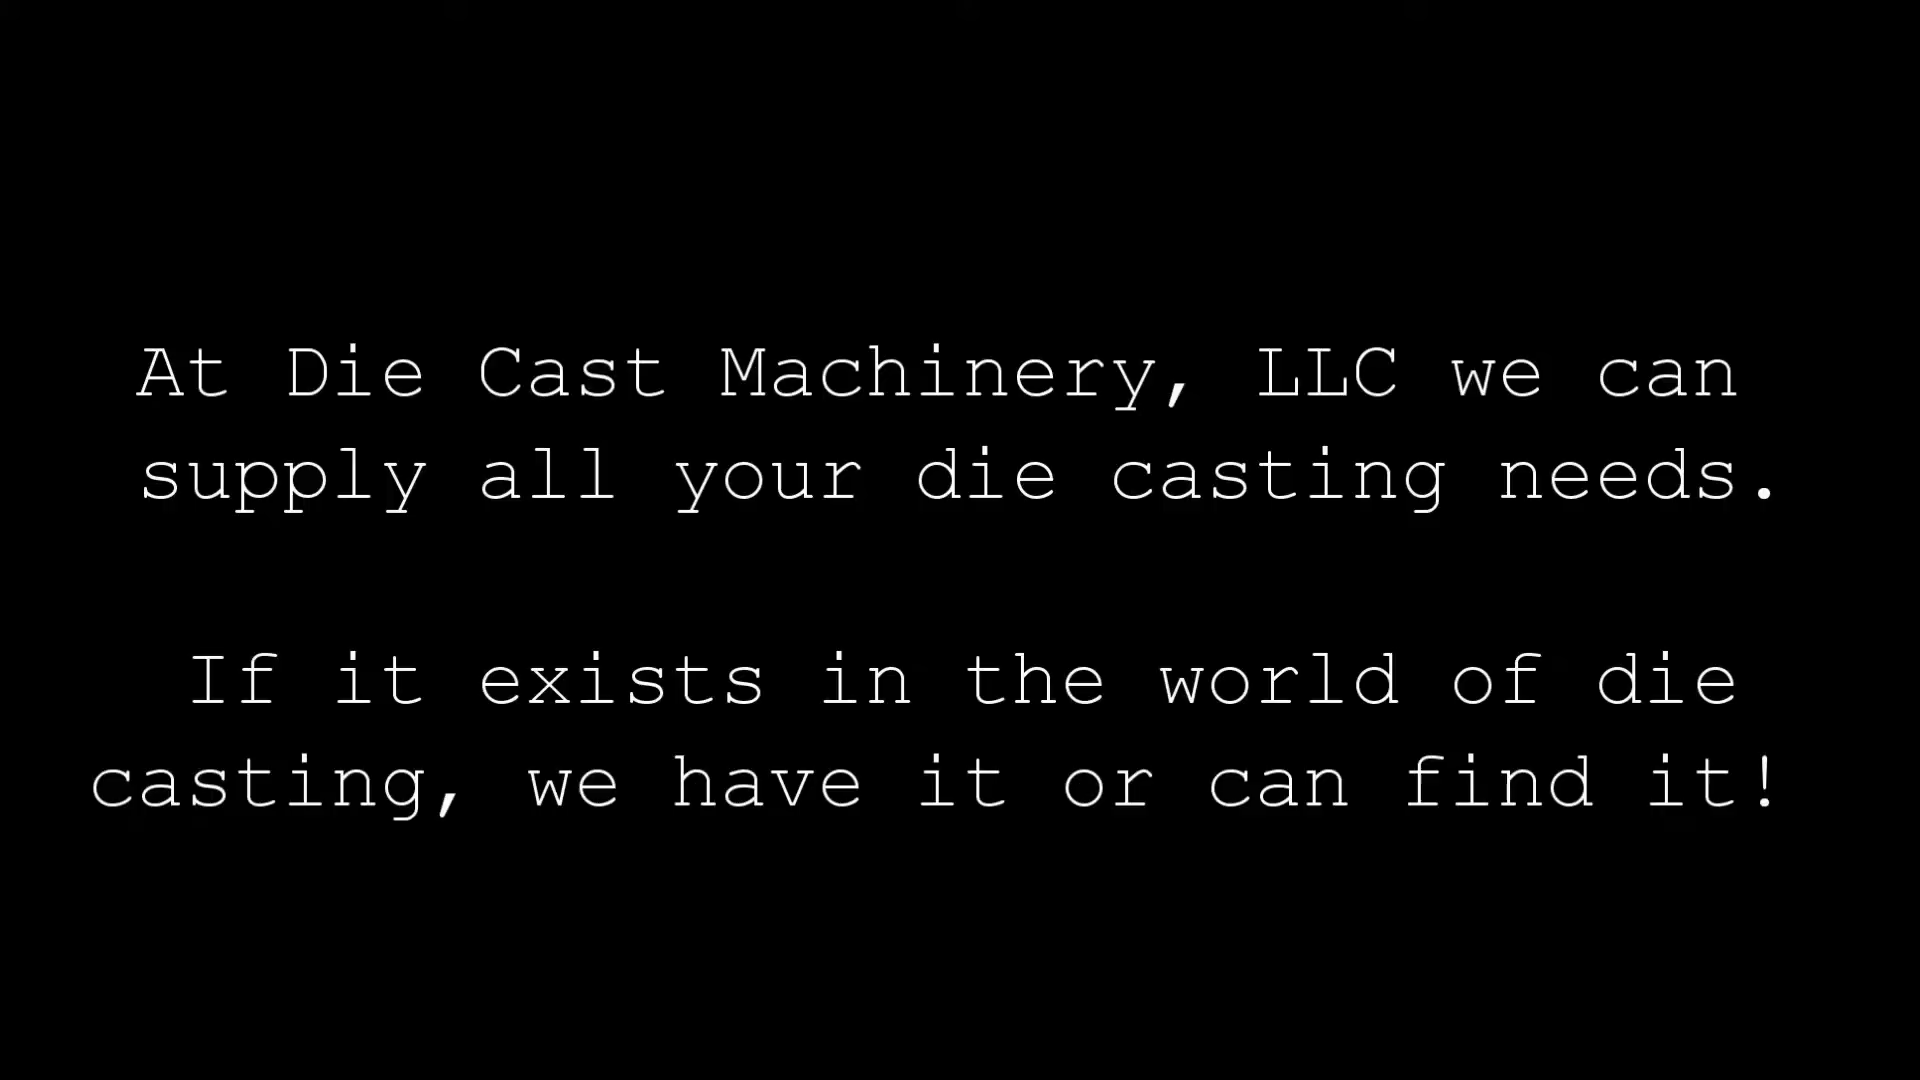 At Die Cast Machinery, LLC we can
supply all your die casting needs.
If it exists in the world of die
casting, we have it or can find it!